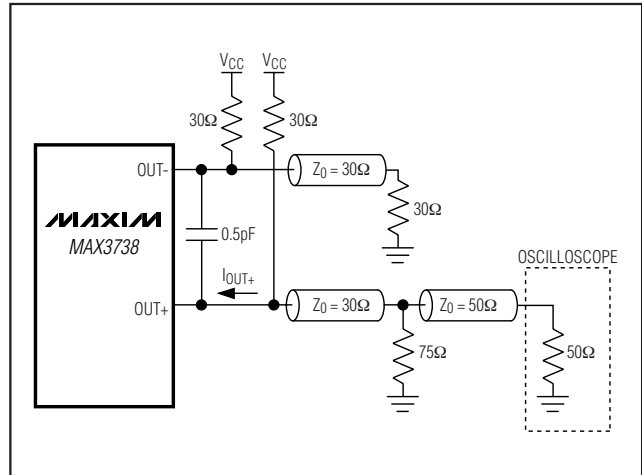 VCC VCC
30Ω 30Ω
OUT- Z0 = 30Ω
30Ω
MAXIM
MAX3738
0.5pF
OSCILLOSCOPE
IOUT+
OUT+ Z0 = 30Ω Z0 = 50Ω
75Ω 50Ω